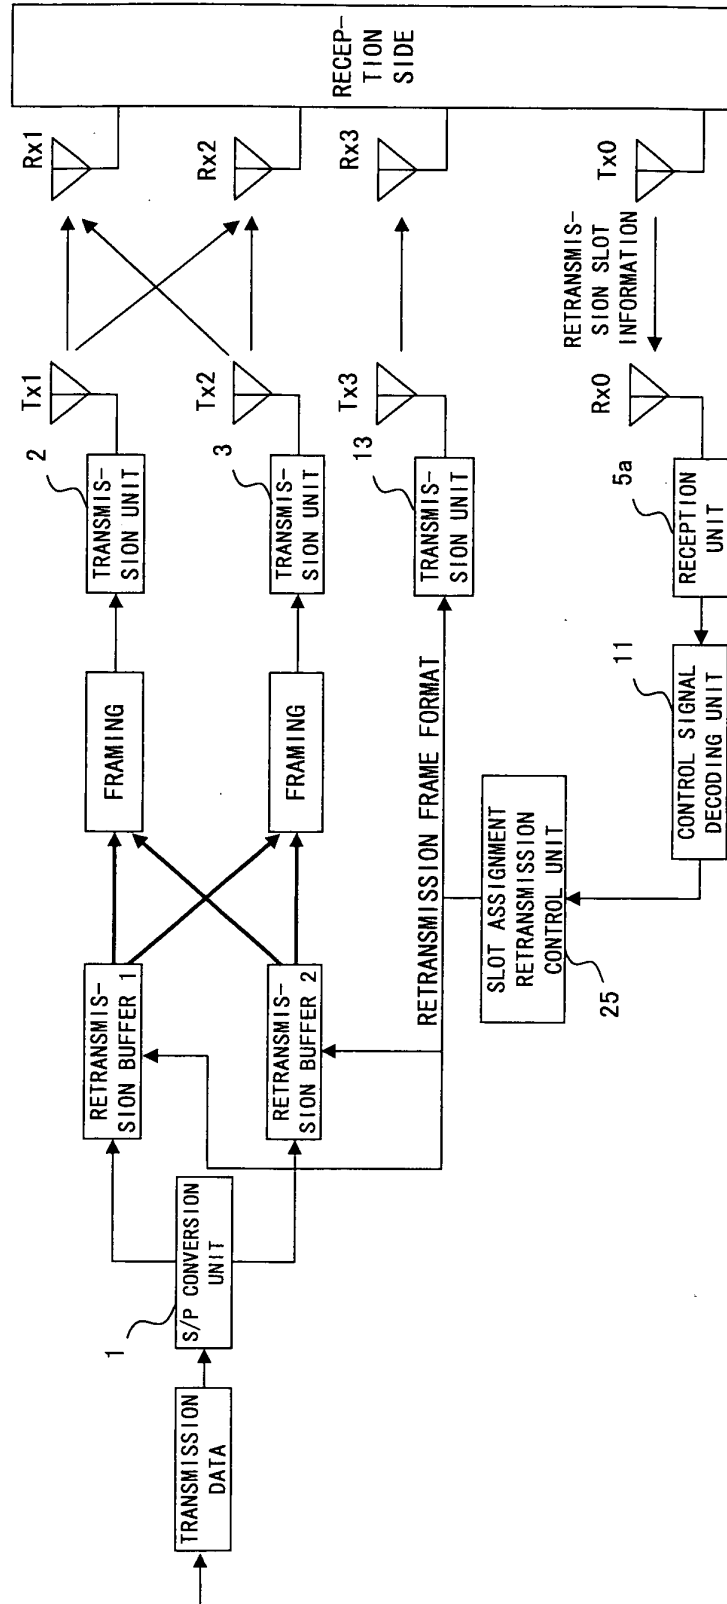 TRANSMISSION
DATA
1
S/P CONVERSION
UNIT
RETRANSMIS-
SION BUFFER 1
RETRANSMIS-
SION BUFFER 2
FRAMING
FRAMING
2
TRANSMIS-
SION UNIT
3
TRANSMIS-
SION UNIT
13
TRANSMIS-
SION UNIT
Tx1
Tx2
Tx3
Rx1
Rx2
Rx3
RECEP-
TION
SIDE
RETRANSMISSION FRAME FORMAT
SLOT ASSIGNMENT
RETRANSMISSION
CONTROL UNIT
25
11
CONTROL SIGNAL
DECODING UNIT
5a
RECEPTION
UNIT
Rx0
RETRANSMIS-
SION SLOT
INFORMATION
Tx0